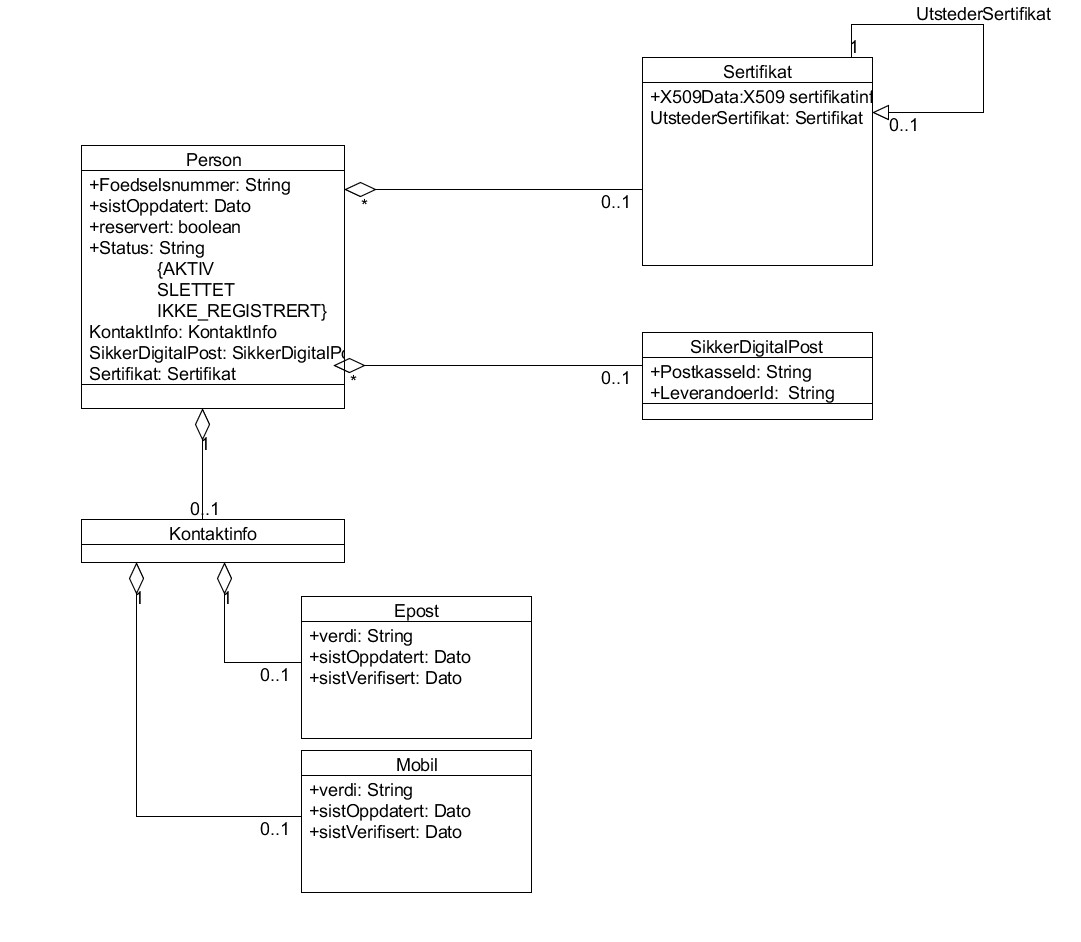 UtstederSertifikat
1
Sertifikat
+X509Data:X509 sertifikatinf
UtstederSertifikat: Sertifikat
0..1
Person
+Foedselsnummer: String
+sistOppdatert: Dato
+reservert: boolean
+Status: String
{AKTIV
SLETTET
IKKE_REGISTRERT}
KontaktInfo: KontaktInfo
SikkerDigitalPost: SikkerDigitalPo
Sertifikat: Sertifikat
*
0..1
*
0..1
SikkerDigitalPost
+PostkasseId: String
+LeverandoerId: String
1
0..1
Kontaktinfo
1
1
Epost
+verdi: String
+sistOppdatert: Dato
+sistVerifisert: Dato
0..1
Mobil
+verdi: String
+sistOppdatert: Dato
+sistVerifisert: Dato
0..1